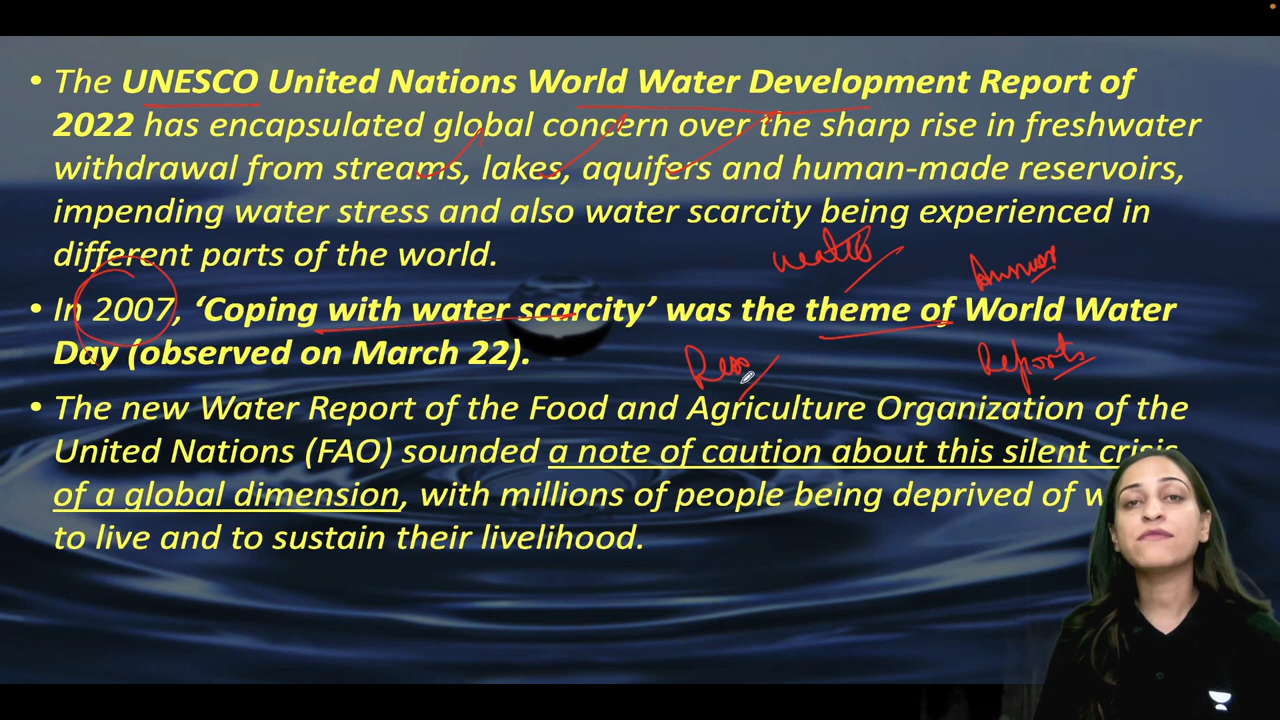 • The UNESCO United Nations World Water Development Report of
2022 has encapsulated global concern over the sharp rise in freshwater
withdrawal from streams, lakes, aquifers and human-made reservoirs,
impending water stress and also water scarcity being experienced in
different parts of the world.
water
Answer
• In 2007, ‘Coping with water scarcity’ was the theme of World Water
Day (observed on March 22).
Reports
• The new Water Report of the Food and Agriculture Organization of the
United Nations (FAO) sounded a note of caution about this silent crisis
of a global dimension, with millions of people being deprived of w
to live and to sustain their livelihood.